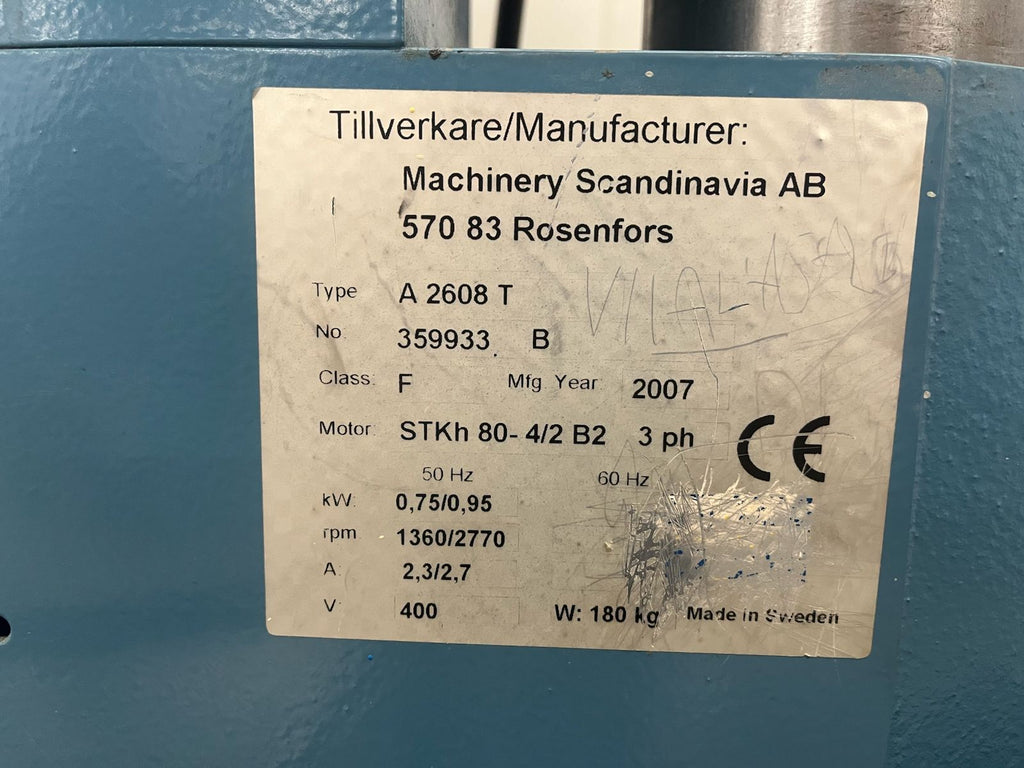 Tillverkare/Manufacturer:
Machinery Scandinavia AB
570 83 Rosenfors
Type A 2608 T
No. 359933 B
Class: F Mfg Year 2007
Motor: STKh 80- 4/2 B2 3 ph
CE
50 Hz 60 Hz
kW: 0,75/0,95
rpm 1360/2770
A: 2,3/2,7
V: 400 W: 180 kg Made in Sweden